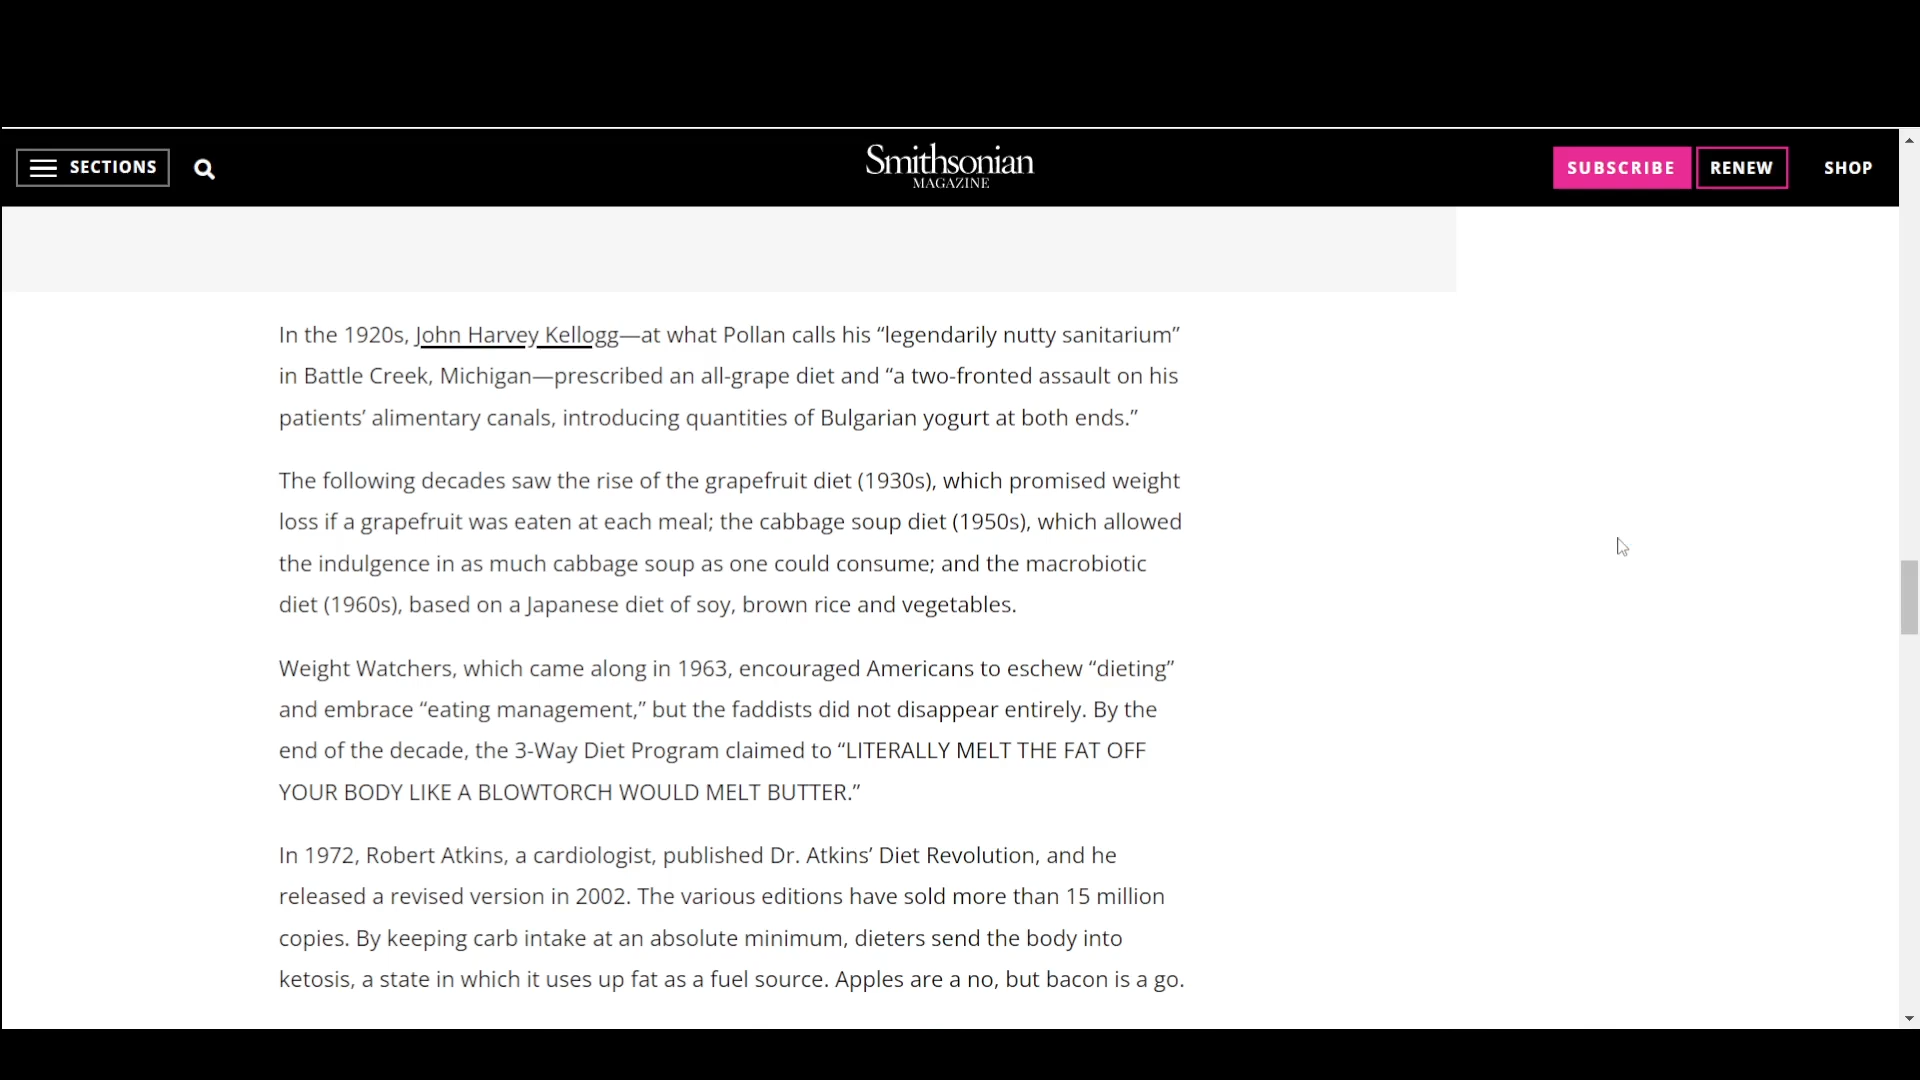 SECTIONS
Smithsonian
MAGAZINE
SUBSCRIBE
RENEW
SHOP
In the 1920s, John Harvey Kellogg—at what Pollan calls his “legendarily nutty sanitarium”
in Battle Creek, Michigan—prescribed an all-grape diet and “a two-fronted assault on his
patients’ alimentary canals, introducing quantities of Bulgarian yogurt at both ends.”
The following decades saw the rise of the grapefruit diet (1930s), which promised weight
loss if a grapefruit was eaten at each meal; the cabbage soup diet (1950s), which allowed
the indulgence in as much cabbage soup as one could consume; and the macrobiotic
diet (1960s), based on a Japanese diet of soy, brown rice and vegetables.
Weight Watchers, which came along in 1963, encouraged Americans to eschew “dieting”
and embrace “eating management,” but the faddists did not disappear entirely. By the
end of the decade, the 3-Way Diet Program claimed to “LITERALLY MELT THE FAT OFF
YOUR BODY LIKE A BLOWTORCH WOULD MELT BUTTER.”
In 1972, Robert Atkins, a cardiologist, published Dr. Atkins’ Diet Revolution, and he
released a revised version in 2002. The various editions have sold more than 15 million
copies. By keeping carb intake at an absolute minimum, dieters send the body into
ketosis, a state in which it uses up fat as a fuel source. Apples are a no, but bacon is a go.